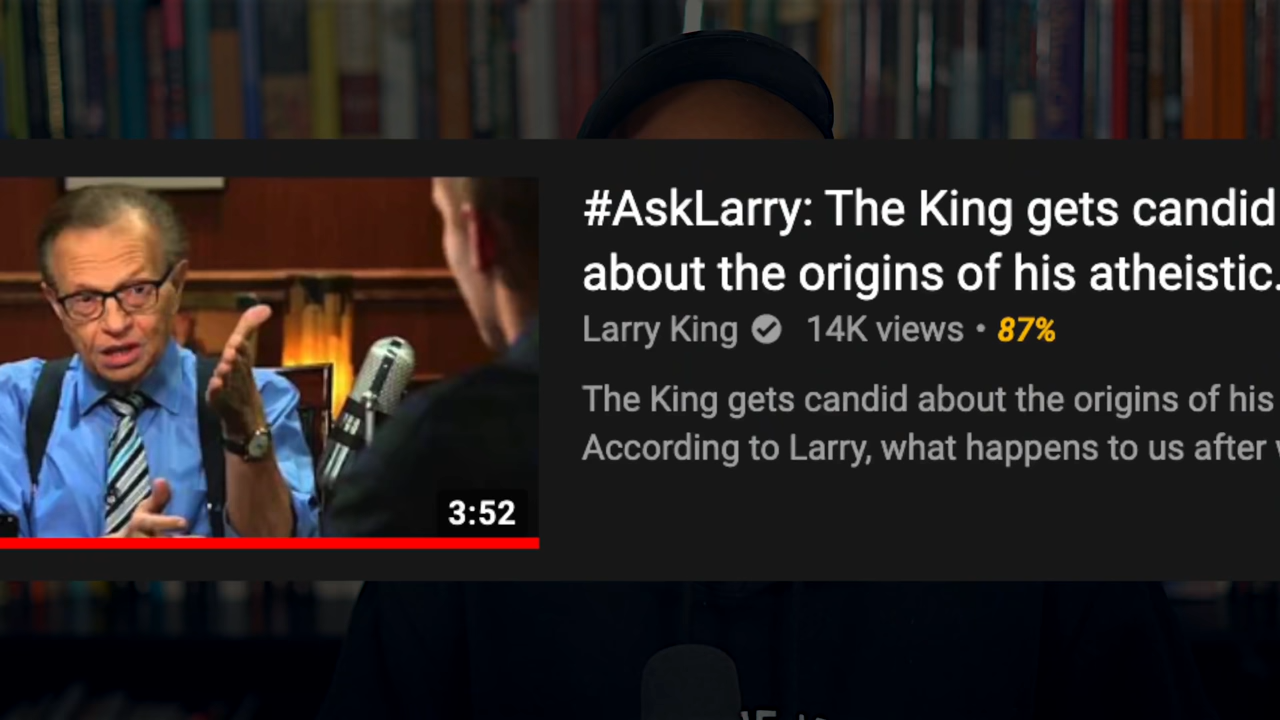 #AskLarry: The King gets candid
about the origins of his atheistic.
Larry King 14K views • 87%
The King gets candid about the origins of his
According to Larry, what happens to us after
3:52